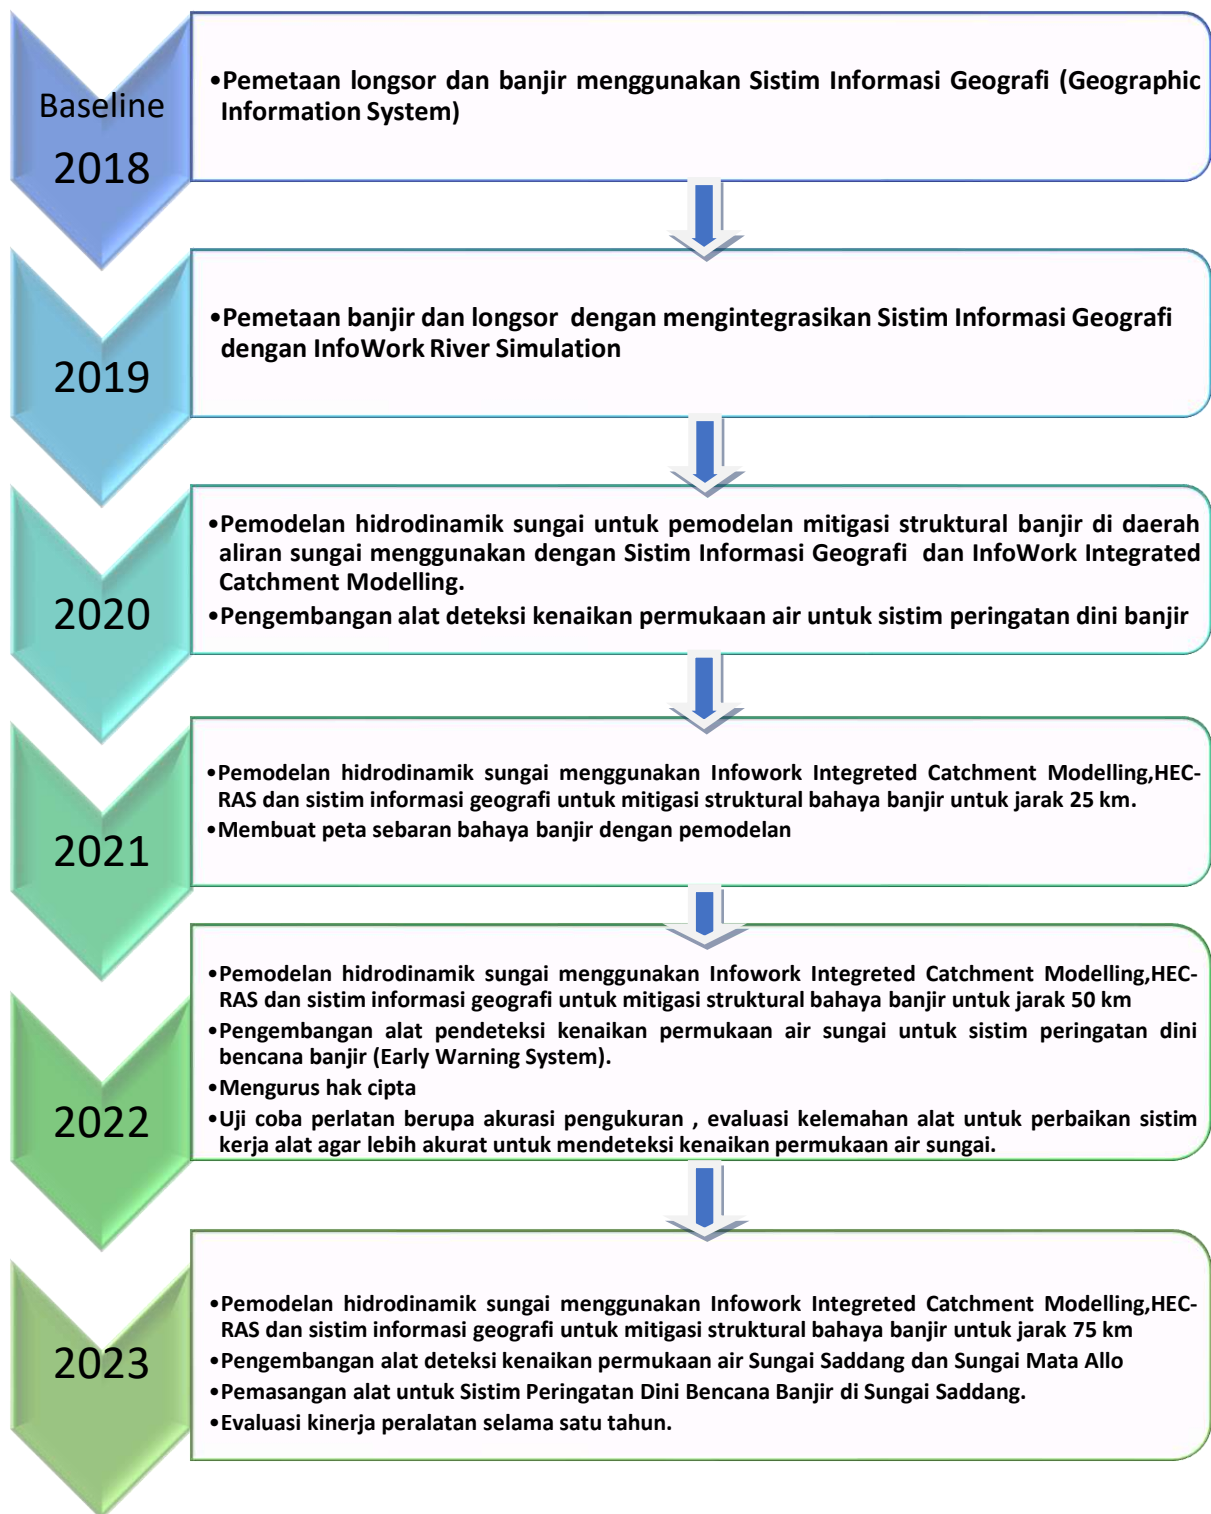 Baseline
2018
•Pemetaan longsor dan banjir menggunakan Sistim Informasi Geografi (Geographic
Information System)
2019
•Pemetaan banjir dan longsor dengan mengintegrasikan Sistim Informasi Geografi
dengan InfoWork River Simulation
2020
•Pemodelan hidrodinamik sungai untuk pemodelan mitigasi struktural banjir di daerah
aliran sungai menggunakan dengan Sistim Informasi Geografi dan InfoWork Integrated
Catchment Modelling.
•Pengembangan alat deteksi kenaikan permukaan air untuk sistim peringatan dini banjir
2021
•Pemodelan hidrodinamik sungai menggunakan Infowork Integreted Catchment Modelling,HEC-
RAS dan sistim informasi geografi untuk mitigasi struktural bahaya banjir untuk jarak 25 km.
•Membuat peta sebaran bahaya banjir dengan pemodelan
2022
•Pemodelan hidrodinamik sungai menggunakan Infowork Integreted Catchment Modelling,HEC-
RAS dan sistim informasi geografi untuk mitigasi struktural bahaya banjir untuk jarak 50 km
•Pengembangan alat pendeteksi kenaikan permukaan air sungai untuk sistim peringatan dini
bencana banjir (Early Warning System).
•Mengurus hak cipta
•Uji coba perlatan berupa akurasi pengukuran , evaluasi kelemahan alat untuk perbaikan sistim
kerja alat agar lebih akurat untuk mendeteksi kenaikan permukaan air sungai.
2023
•Pemodelan hidrodinamik sungai menggunakan Infowork Integreted Catchment Modelling,HEC-
RAS dan sistim informasi geografi untuk mitigasi struktural bahaya banjir untuk jarak 75 km
•Pengembangan alat deteksi kenaikan permukaan air Sungai Saddang dan Sungai Mata Allo
•Pemasangan alat untuk Sistim Peringatan Dini Bencana Banjir di Sungai Saddang.
•Evaluasi kinerja peralatan selama satu tahun.